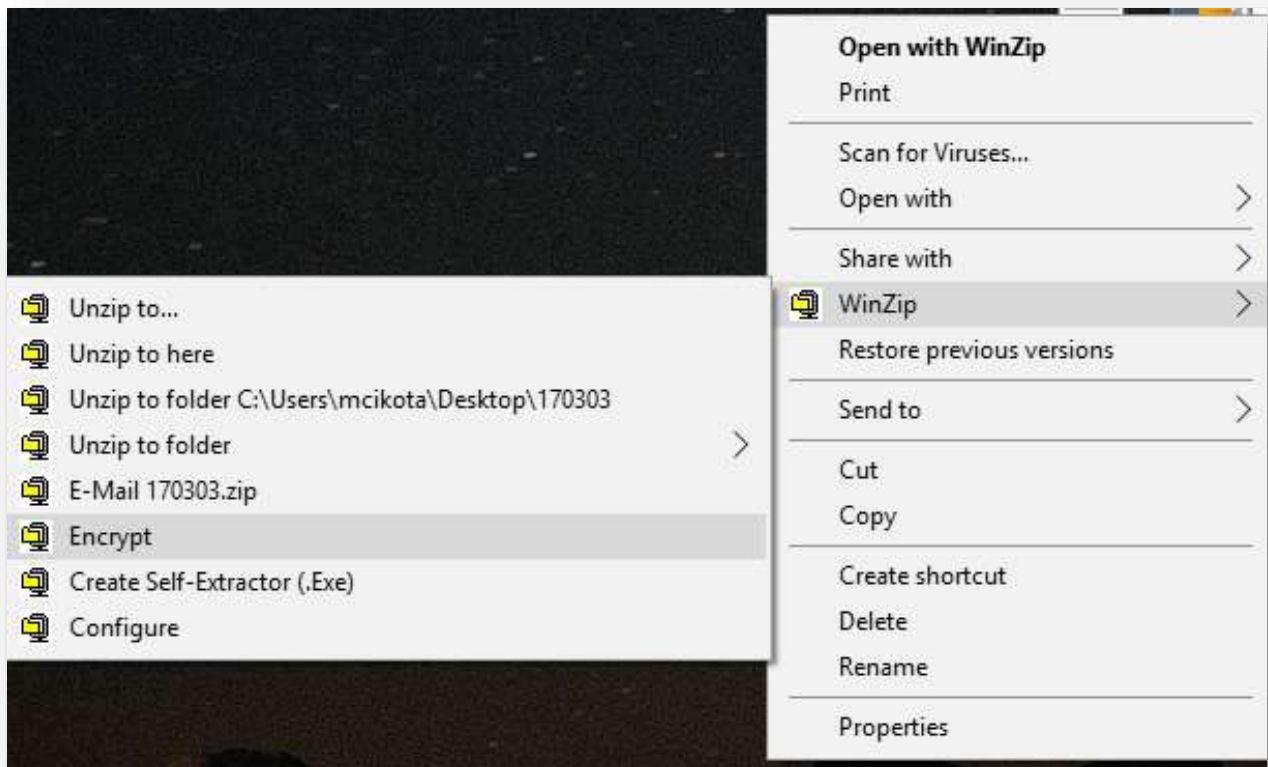 Open with WinZip
Print
Scan for Viruses...
Open with
Share with
WinZip
Restore previous versions
Send to
Cut
Copy
Create shortcut
Delete
Rename
Properties
Unzip to...
Unzip to here
Unzip to folder C:\Users\mcikota\Desktop\170303
Unzip to folder
E-Mail 170303.zip
Encrypt
Create Self-Extractor (.Exe)
Configure